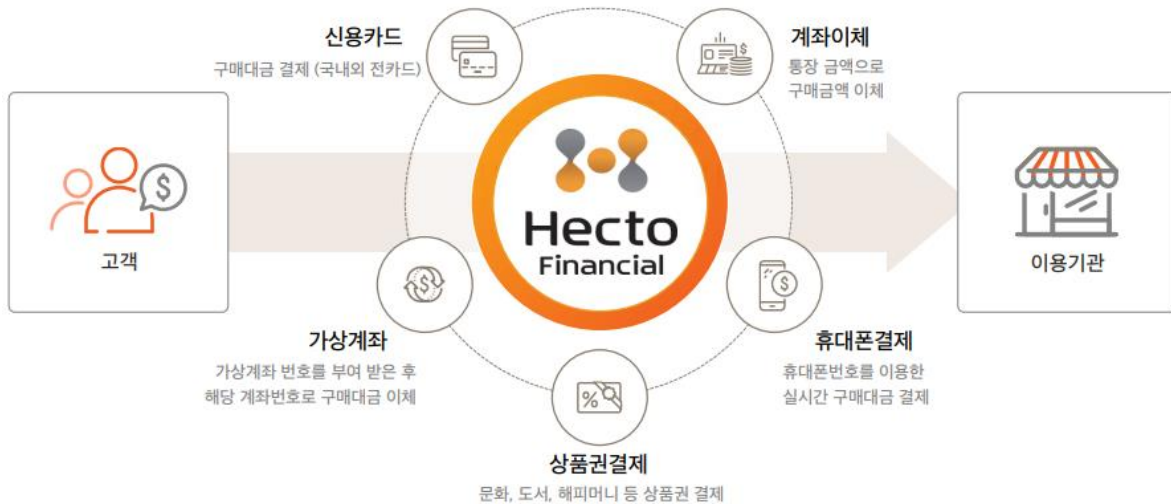 신용카드
구매대금 결제 (국내외 전카드)
계좌이체
통장 금액으로
구매금액 이체
고객
Hecto
Financial
이용기관
가상계좌
가상계좌 번호를 부여 받은 후
해당 계좌번호로 구매대금 이체
휴대폰결제
휴대폰번호를 이용한
실시간 구매대금 결제
상품권결제
문화, 도서, 해피머니 등 상품권 결제